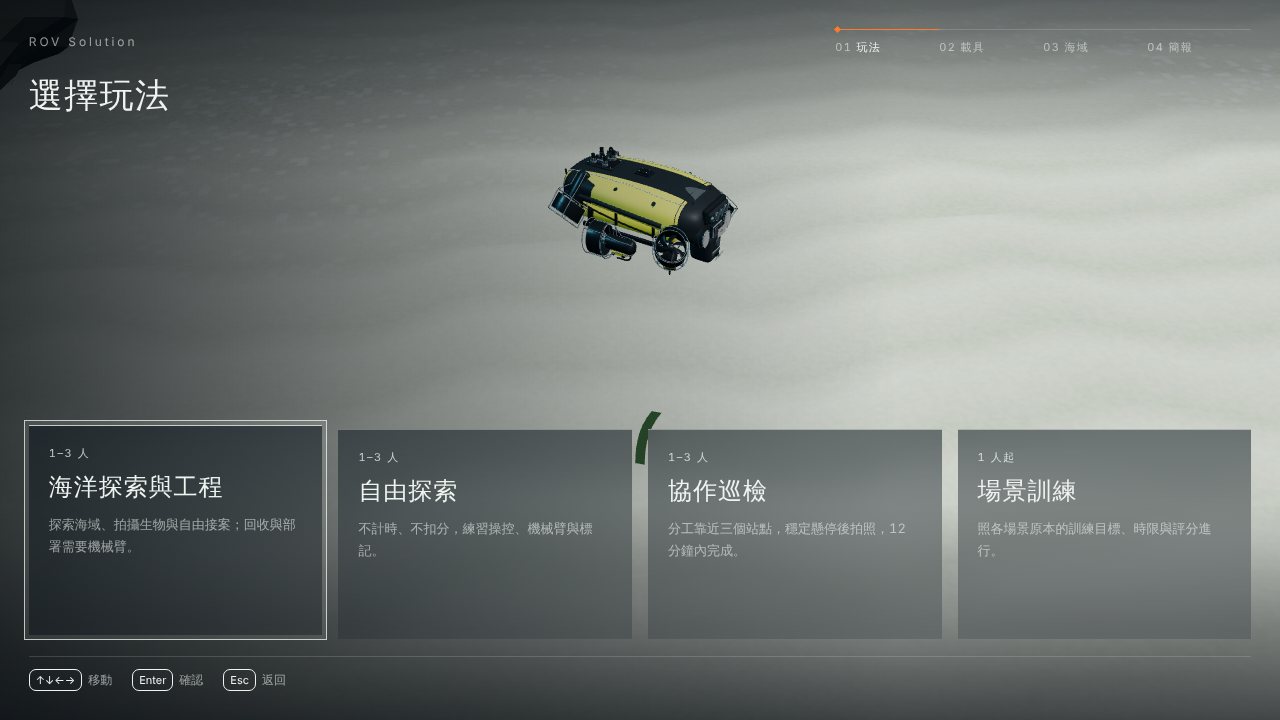 ROV Solution
01 玩法
02 載具
03 海域
04 簡報
選擇玩法
1–3 人
海洋探索與工程
探索海域、拍攝生物與自由接案；回收與部
署需要機械臂。
1–3 人
自由探索
不計時、不扣分，練習操控、機械臂與標
記。
1–3 人
協作巡檢
分工靠近三個站點，穩定懸停後拍照，12
分鐘內完成。
1 人起
場景訓練
照各場景原本的訓練目標、時限與評分進
行。
↑↓←→ 移動
Enter 確認
Esc 返回